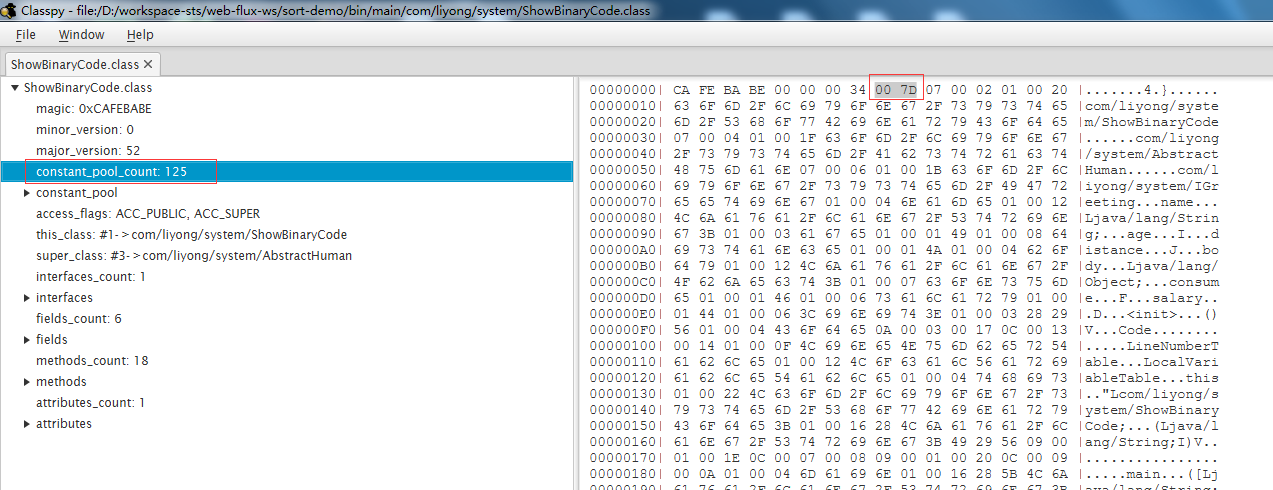 Classpy - file:/D:/workspace-sts/web-flux-ws/sort-demo/bin/main/com/liyong/system/ShowBinaryCode.class
File Window Help
ShowBinaryCode.class ✕
ShowBinaryCode.class
magic: 0xCAFEBABE
minor_version: 0
major_version: 52
constant_pool_count: 125
constant_pool
access_flags: ACC_PUBLIC, ACC_SUPER
this_class: #1->com/liyong/system/ShowBinaryCode
super_class: #3->com/liyong/system/AbstractHuman
interfaces_count: 1
interfaces
fields_count: 6
fields
methods_count: 18
methods
attributes_count: 1
attributes
00000000| CA FE BA BE 00 00 00 34 00 7D 07 00 02 01 00 20 |.......4.}......
00000010| 63 6F 6D 2F 6C 69 79 6F 6E 67 2F 73 79 73 74 65 |com/liyong/syste
00000020| 6D 2F 53 68 6F 77 42 69 6E 61 72 79 43 6F 64 65 |m/ShowBinaryCode
00000030| 07 00 04 01 00 1F 63 6F 6D 2F 6C 69 79 6F 6E 67 |......com/liyong
00000040| 2F 73 79 73 74 65 6D 2F 41 62 73 74 72 61 63 74 |/system/Abstract
00000050| 48 75 6D 61 6E 07 00 06 01 00 1B 63 6F 6D 2F 6C |Human......com/l
00000060| 69 79 6F 6E 67 2F 73 79 73 74 65 6D 2F 49 47 72 |iyong/system/IGr
00000070| 65 65 74 69 6E 67 01 00 04 6E 61 6D 65 01 00 12 |eeting...name...
00000080| 4C 6A 61 76 61 2F 6C 61 6E 67 2F 53 74 72 69 6E |Ljava/lang/Strin
00000090| 67 3B 01 00 03 61 67 65 01 00 01 49 01 00 08 64 |g;...age...I...d
000000A0| 69 73 74 61 6E 63 65 01 00 01 4A 01 00 04 62 6F |istance...J...bo
000000B0| 64 79 01 00 12 4C 6A 61 76 61 2F 6C 61 6E 67 2F |dy...Ljava/lang/
000000C0| 4F 62 6A 65 63 74 3B 01 00 07 63 6F 6E 73 75 6D |Object;...consum
000000D0| 65 01 00 01 46 01 00 06 73 61 6C 61 72 79 01 00 |e...F...salary..
000000E0| 01 44 01 00 06 3C 69 6E 69 74 3E 01 00 03 28 29 |.D...<init>...()
000000F0| 56 01 00 04 43 6F 64 65 0A 00 03 00 17 0C 00 13 |V...Code........
00000100| 00 14 01 00 0F 4C 69 6E 65 4E 75 6D 62 65 72 54 |.....LineNumberT
00000110| 61 62 6C 65 01 00 12 4C 6F 63 61 6C 56 61 72 69 |able...LocalVari
00000120| 61 62 6C 65 54 61 62 6C 65 01 00 04 74 68 69 73 |ableTable...this
00000130| 01 00 22 4C 63 6F 6D 2F 6C 69 79 6F 6E 67 2F 73 |.."Lcom/liyong/s
00000140| 79 73 74 65 6D 2F 53 68 6F 77 42 69 6E 61 72 79 |ystem/ShowBinary
00000150| 43 6F 64 65 3B 01 00 16 28 4C 6A 61 76 61 2F 6C |Code;...(Ljava/l
00000160| 61 6E 67 2F 53 74 72 69 6E 67 3B 49 29 56 09 00 |ang/String;I)V..
00000170| 01 00 1E 0C 00 07 00 08 09 00 01 00 20 0C 00 09 |................
00000180| 00 0A 01 00 04 6D 61 69 6E 01 00 16 28 5B 4C 6A |.....main...([Lj
00000190| 61 76 61 2F 6C 61 6E 67 2F 53 74 72 69 6E 67 3B |ava/lang/String;